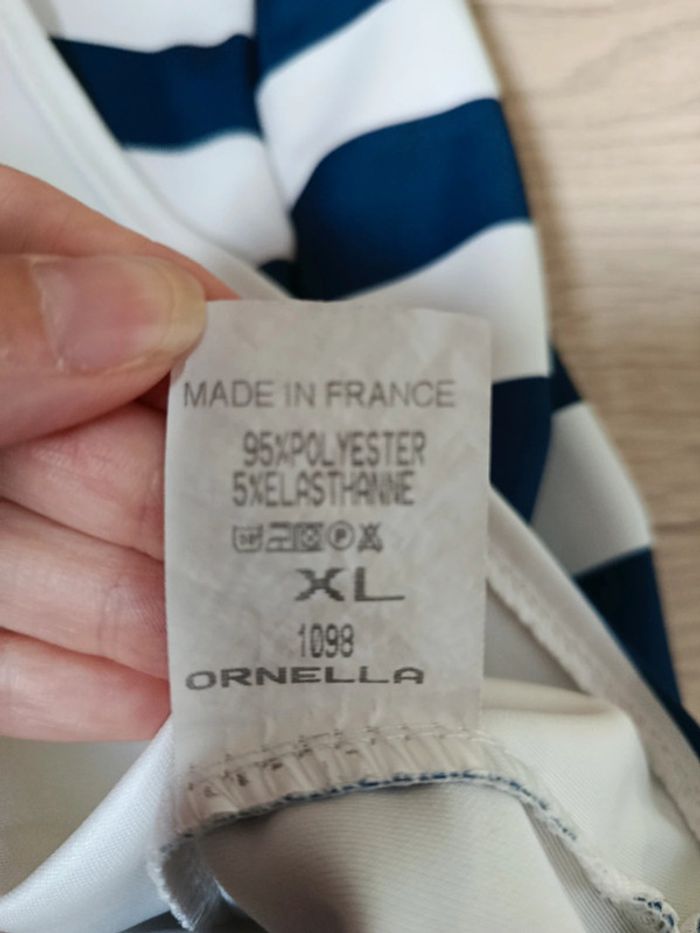 MADE IN FRANCE
95%POLYESTER
5%ELASTHANNE
XL
1098
ORNELLA